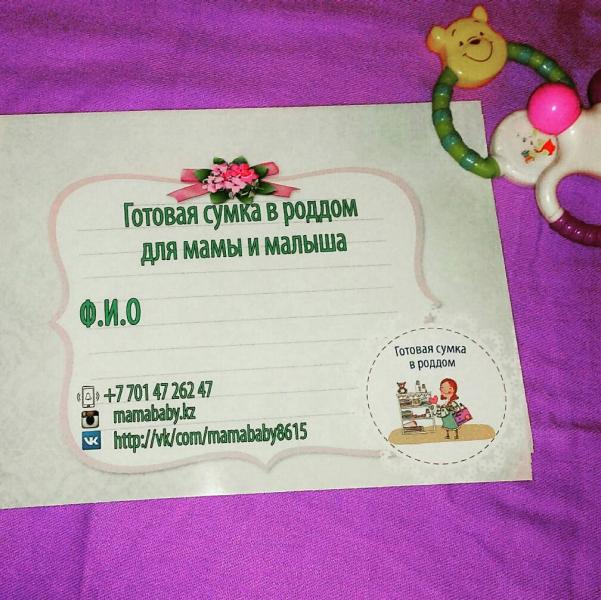 Готовая сумка в роддом
для мамы и малыша
Ф.И.О
+7 701 47 262 47
mamababy.kz
http://vk/com/mamababy8615
Готовая сумка
в роддом